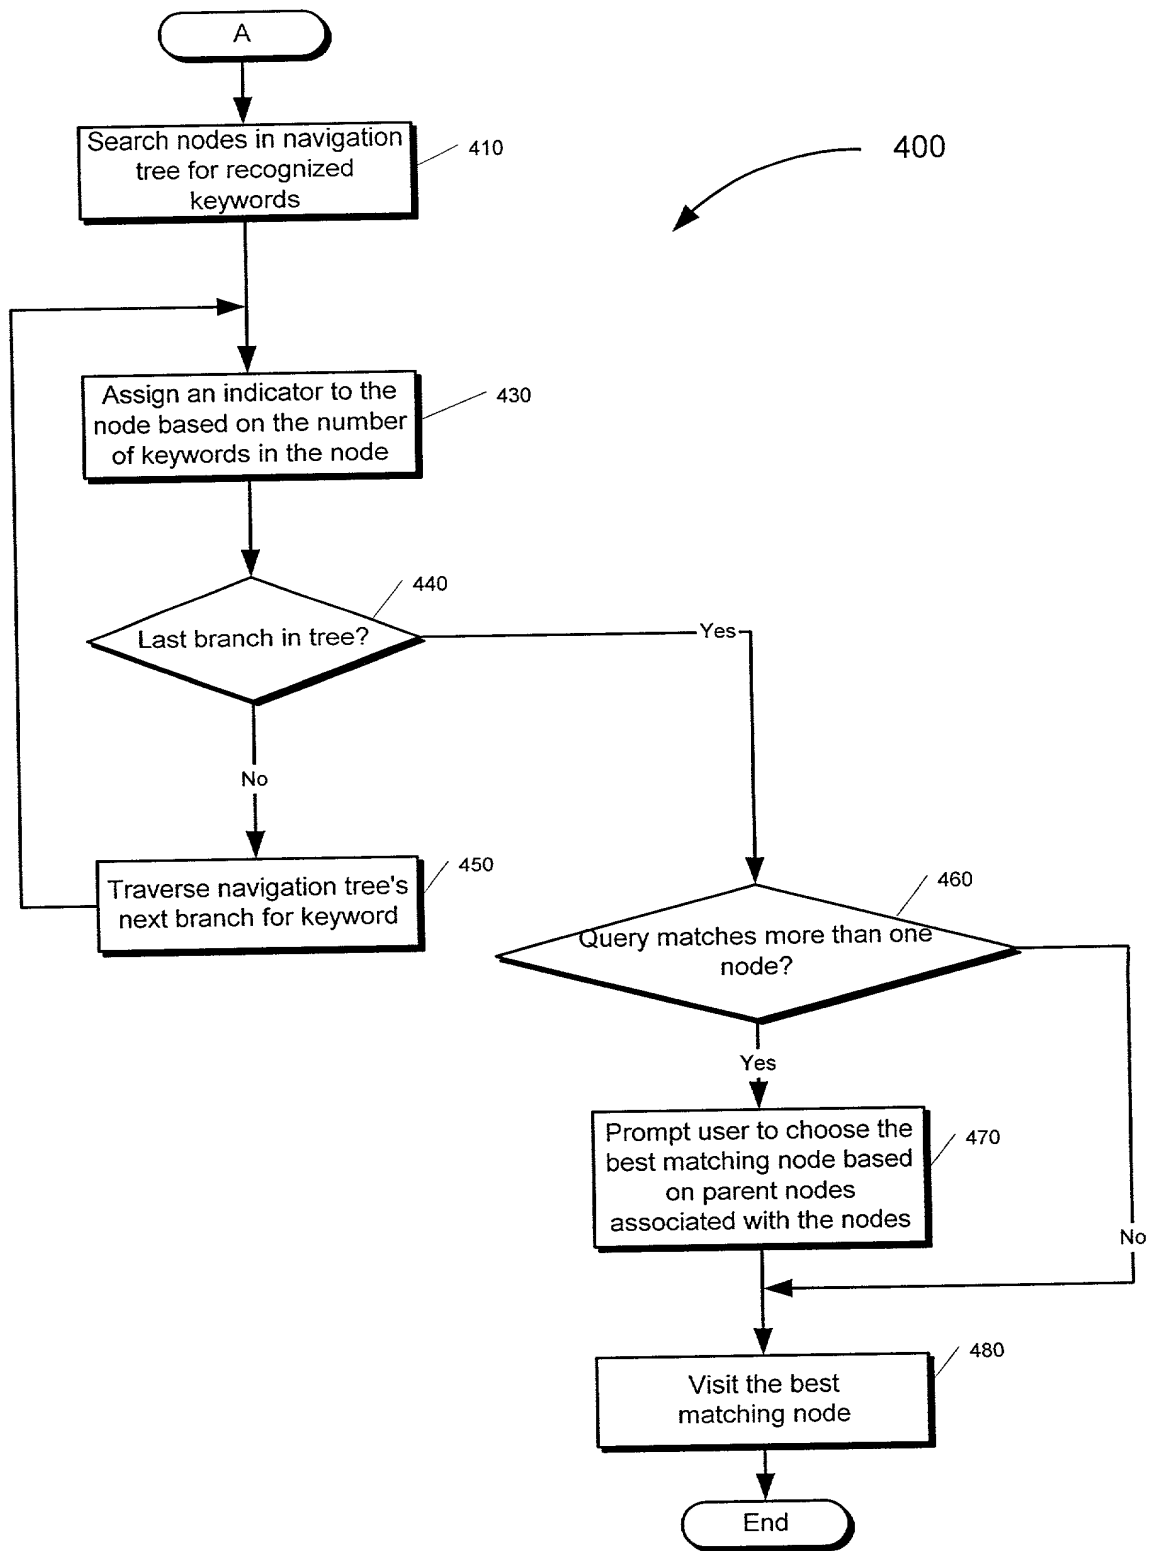 A
Search nodes in navigation
tree for recognized
keywords
410
400
Assign an indicator to the
node based on the number
of keywords in the node
430
440
Last branch in tree?
Yes
No
450
Traverse navigation tree's
next branch for keyword
460
Query matches more than one
node?
Yes
470
Prompt user to choose the
best matching node based
on parent nodes
associated with the nodes
No
480
Visit the best
matching node
End